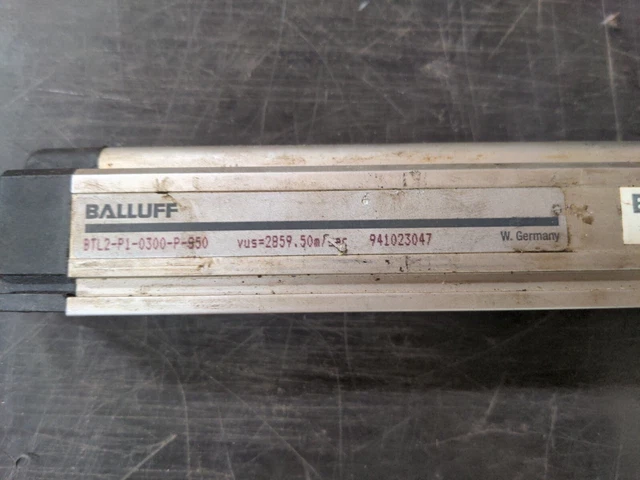 BALLUFF
BTL2-P1-0300-P-S50 vus=2859.50m/sec 941023047
W. Germany